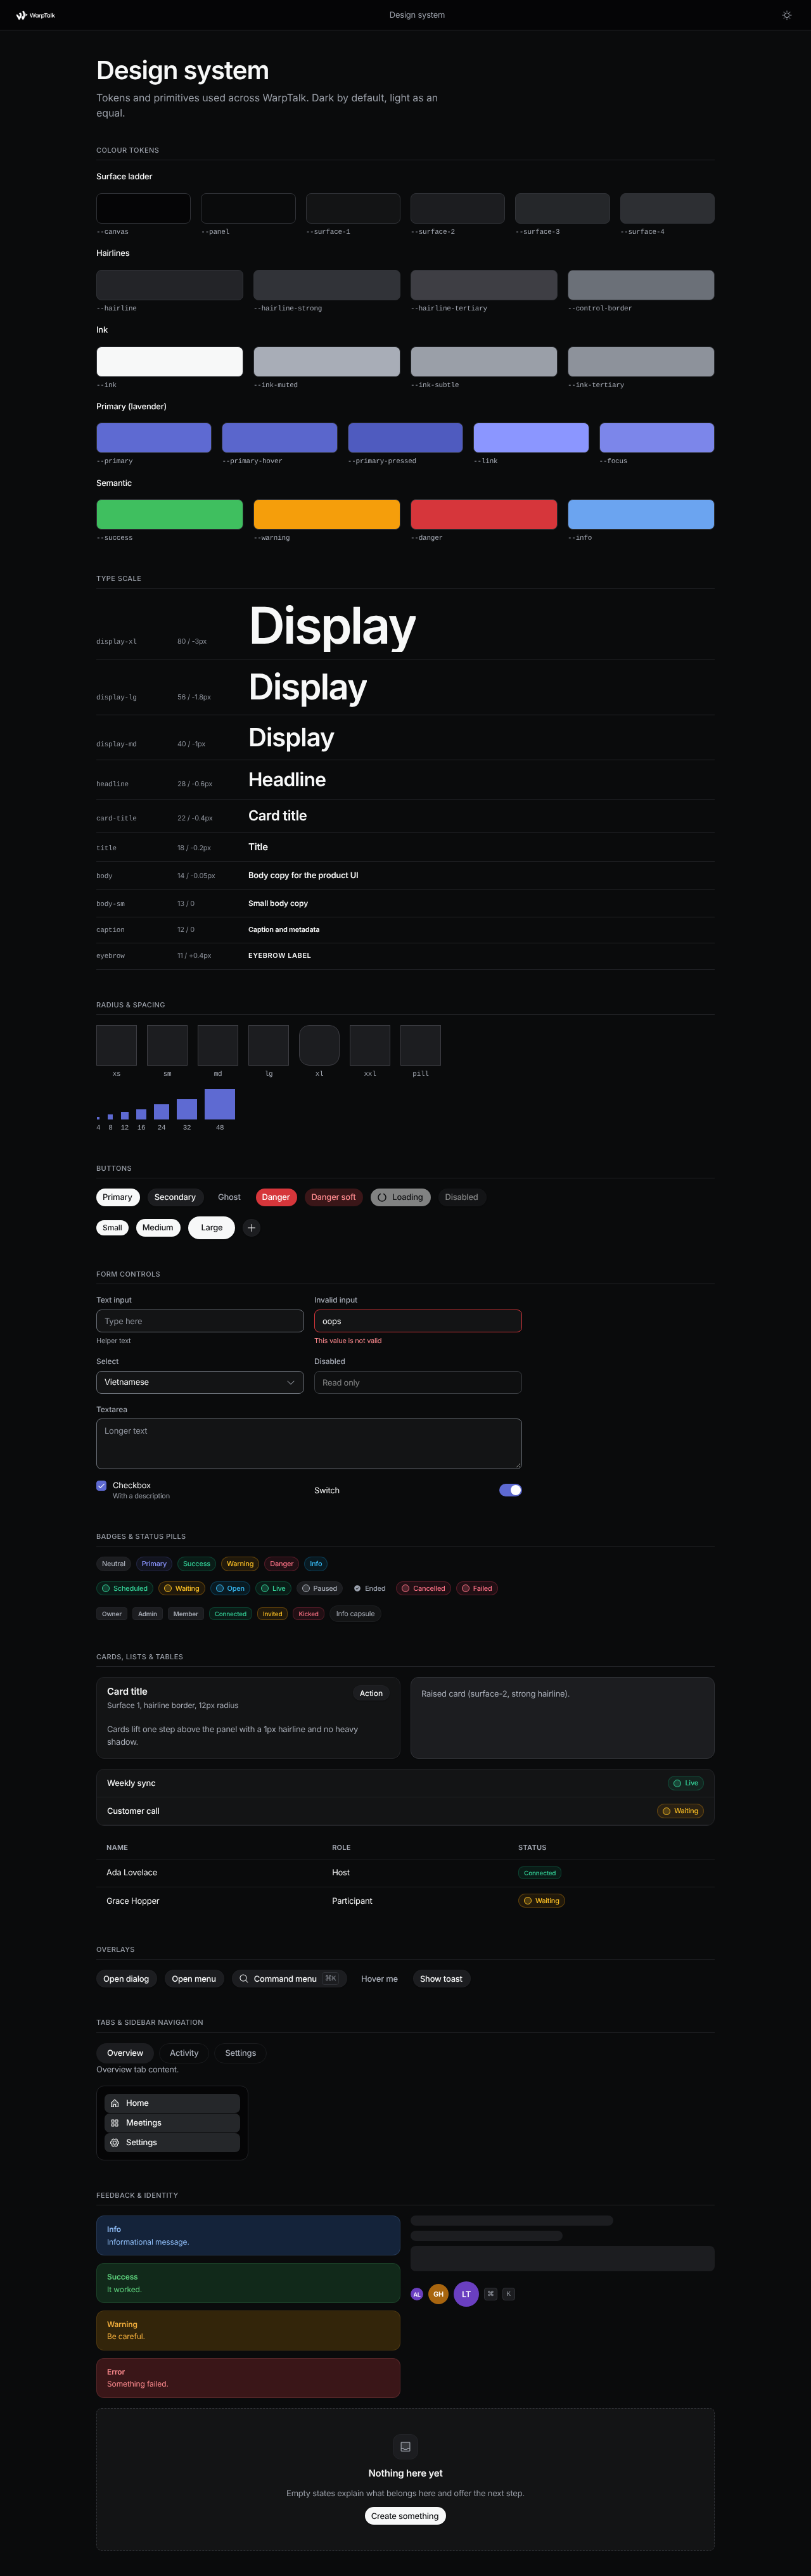 WarpTalk
Design system
Design system
Tokens and primitives used across WarpTalk. Dark by default, light as an
equal.
COLOUR TOKENS
Surface ladder
--canvas --panel --surface-1 --surface-2 --surface-3 --surface-4
Hairlines
--hairline --hairline-strong --hairline-tertiary --control-border
Ink
--ink --ink-muted --ink-subtle --ink-tertiary
Primary (lavender)
--primary --primary-hover --primary-pressed --link --focus
Semantic
--success --warning --danger --info
TYPE SCALE
display-xl 80 / -3px Display
display-lg 56 / -1.8px Display
display-md 40 / -1px Display
headline 28 / -0.6px Headline
card-title 22 / -0.4px Card title
title 18 / -0.2px Title
body 14 / -0.05px Body copy for the product UI
body-sm 13 / 0 Small body copy
caption 12 / 0 Caption and metadata
eyebrow 11 / +0.4px EYEBROW LABEL
RADIUS & SPACING
xs sm md lg xl xxl pill
4 8 12 16 24 32 48
BUTTONS
Primary Secondary Ghost Danger Danger soft Loading Disabled
Small Medium Large
FORM CONTROLS
Text input Invalid input
Type here oops
Helper text This value is not valid
Select Disabled
Vietnamese Read only
Textarea
Longer text
Checkbox Switch
With a description
BADGES & STATUS PILLS
Neutral Primary Success Warning Danger Info
Scheduled Waiting Open Live Paused Ended Cancelled Failed
Owner Admin Member Connected Invited Kicked Info capsule
CARDS, LISTS & TABLES
Card title Action Raised card (surface-2, strong hairline).
Surface 1, hairline border, 12px radius
Cards lift one step above the panel with a 1px hairline and no heavy
shadow.
Weekly sync Live
Customer call Waiting
NAME ROLE STATUS
Ada Lovelace Host Connected
Grace Hopper Participant Waiting
OVERLAYS
Open dialog Open menu Command menu ⌘K Hover me Show toast
TABS & SIDEBAR NAVIGATION
Overview Activity Settings
Overview tab content.
Home
Meetings
Settings
FEEDBACK & IDENTITY
Info
Informational message.
Success
It worked.
AL GH LT ⌘ K
Warning
Be careful.
Error
Something failed.
Nothing here yet
Empty states explain what belongs here and offer the next step.
Create something